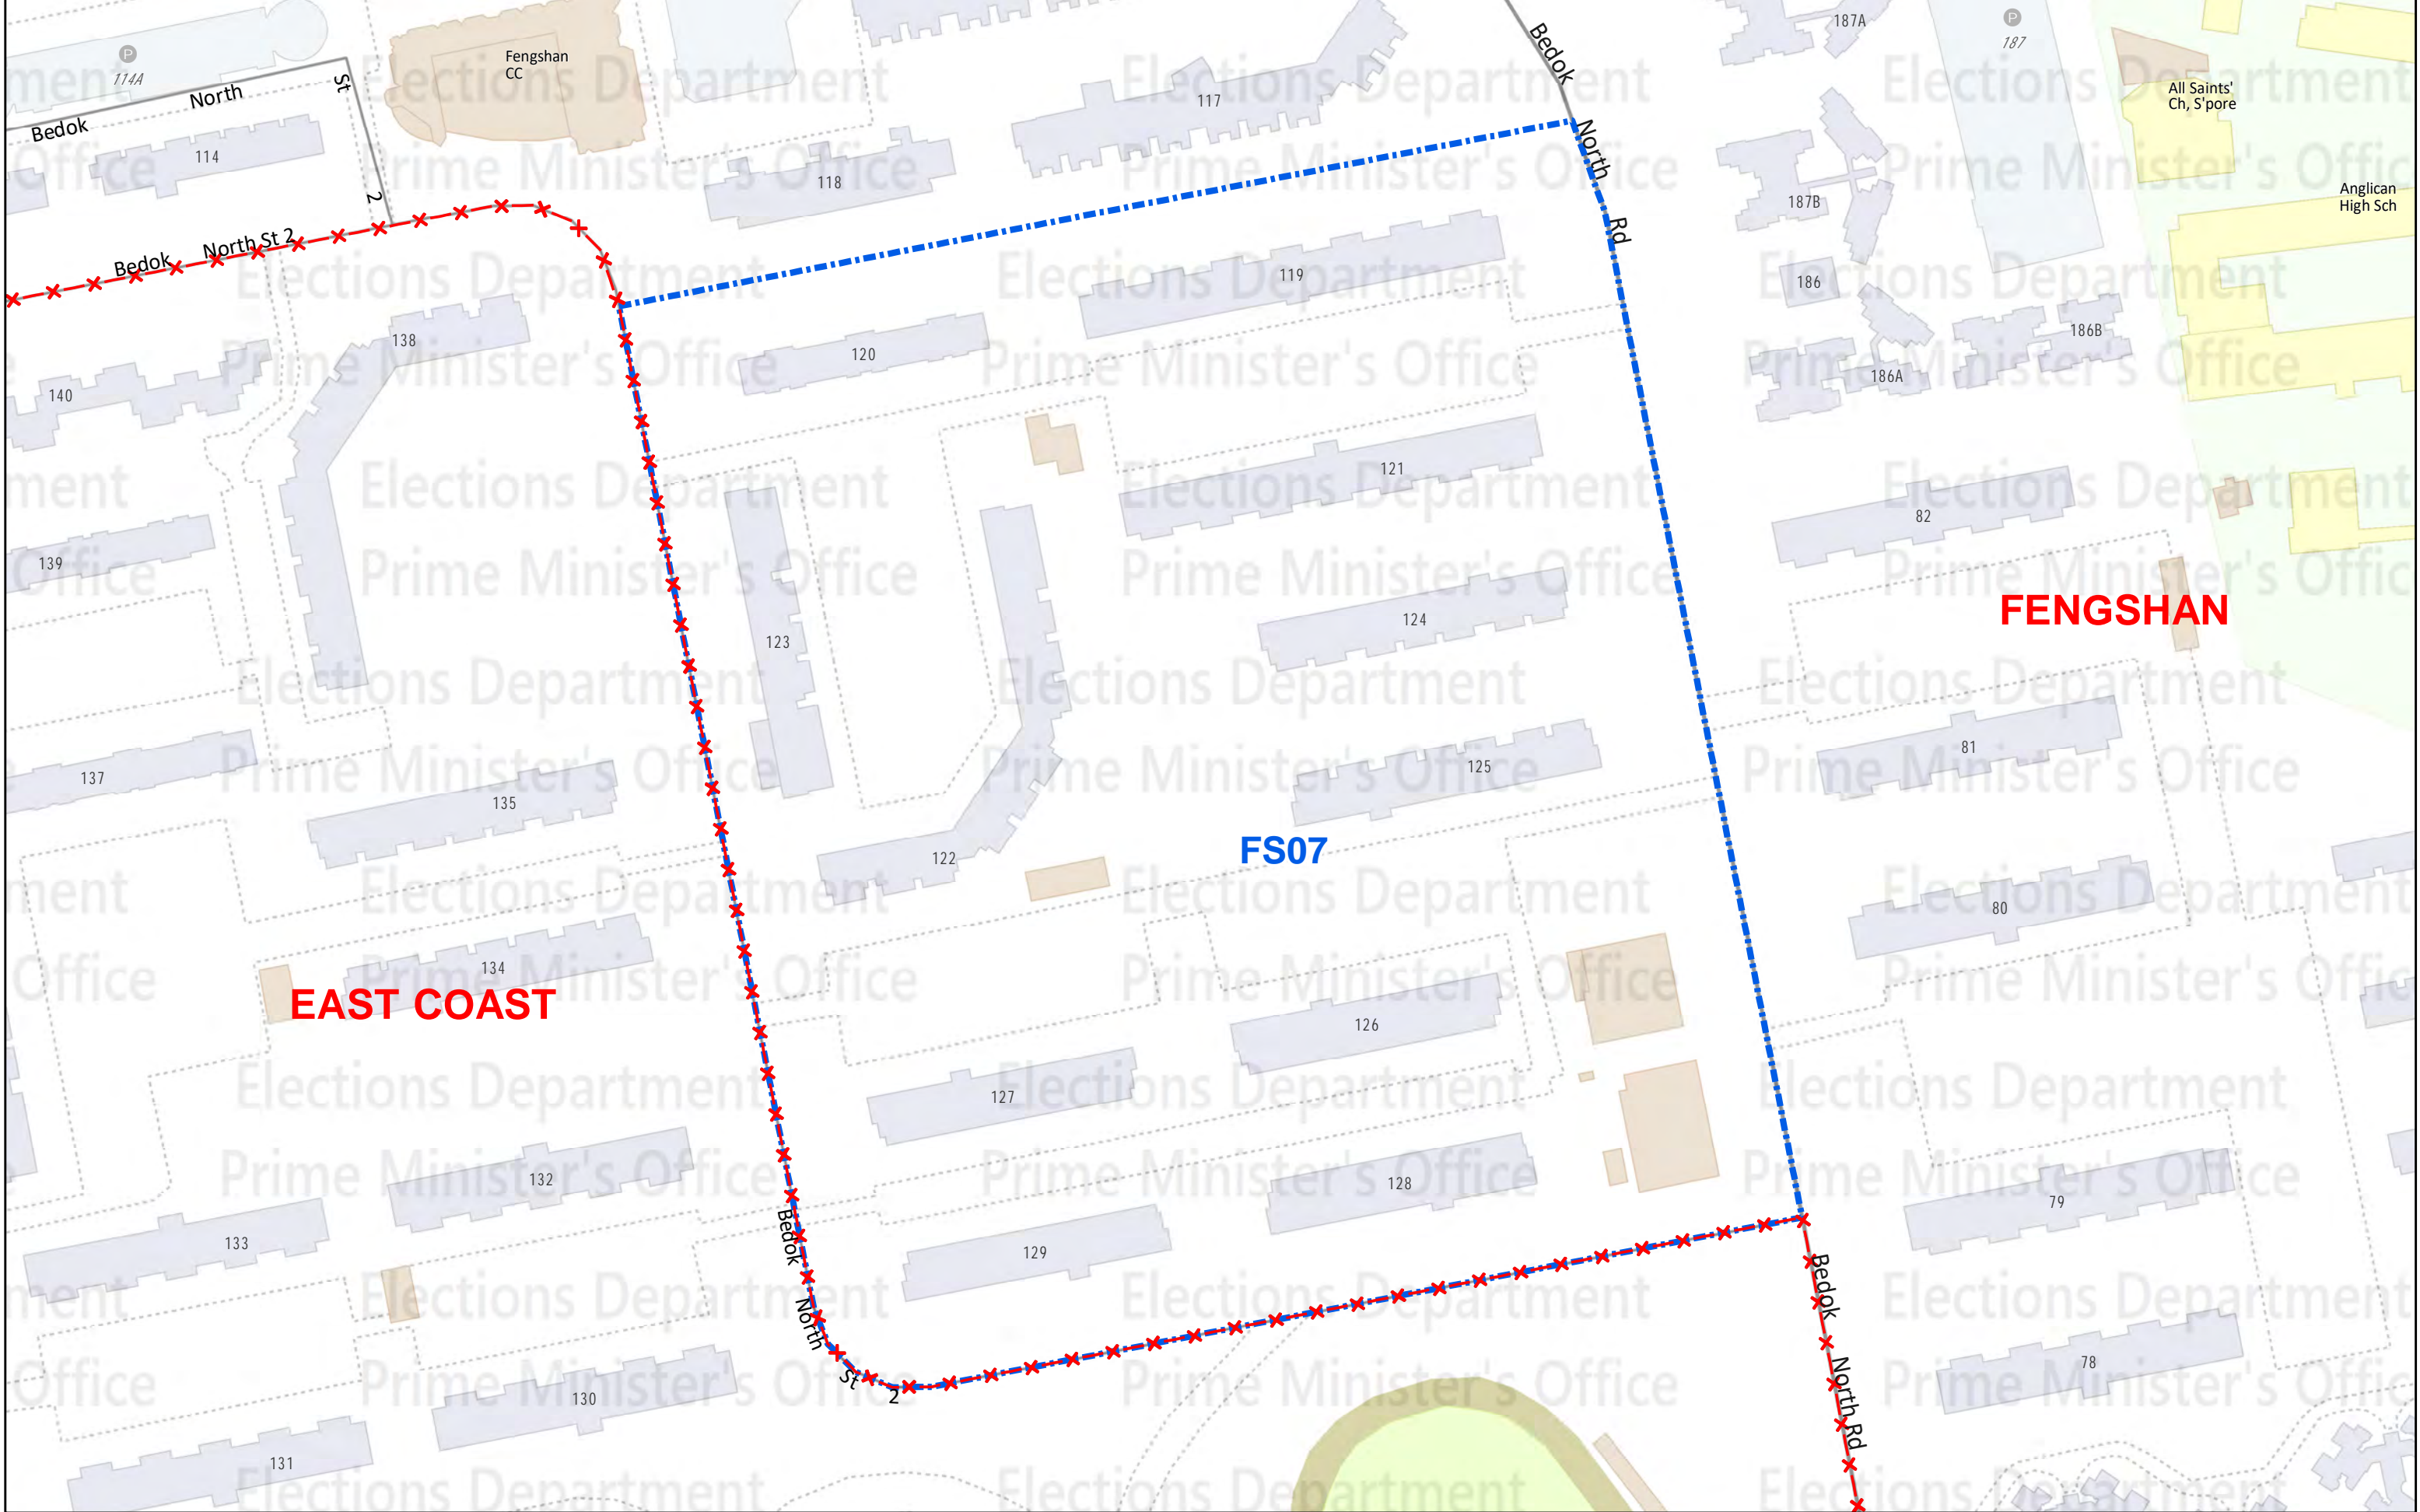 Bedok
187A
P
187
P
114A
Fengshan
CC
St
North
Bedok
117
All Saints'
Ch, S'pore
114
118
North
2
187B
Anglican
High Sch
Rd
Bedok North St 2
119
186
138
120
186B
186A
140
121
82
139
124
FENGSHAN
123
81
137
125
135
122
FS07
80
134
EAST COAST
126
127
132
128
79
Bedok
133
129
Bedok
North
78
St
2
North Rd
130
131
Elections Department
Prime Minister's Office